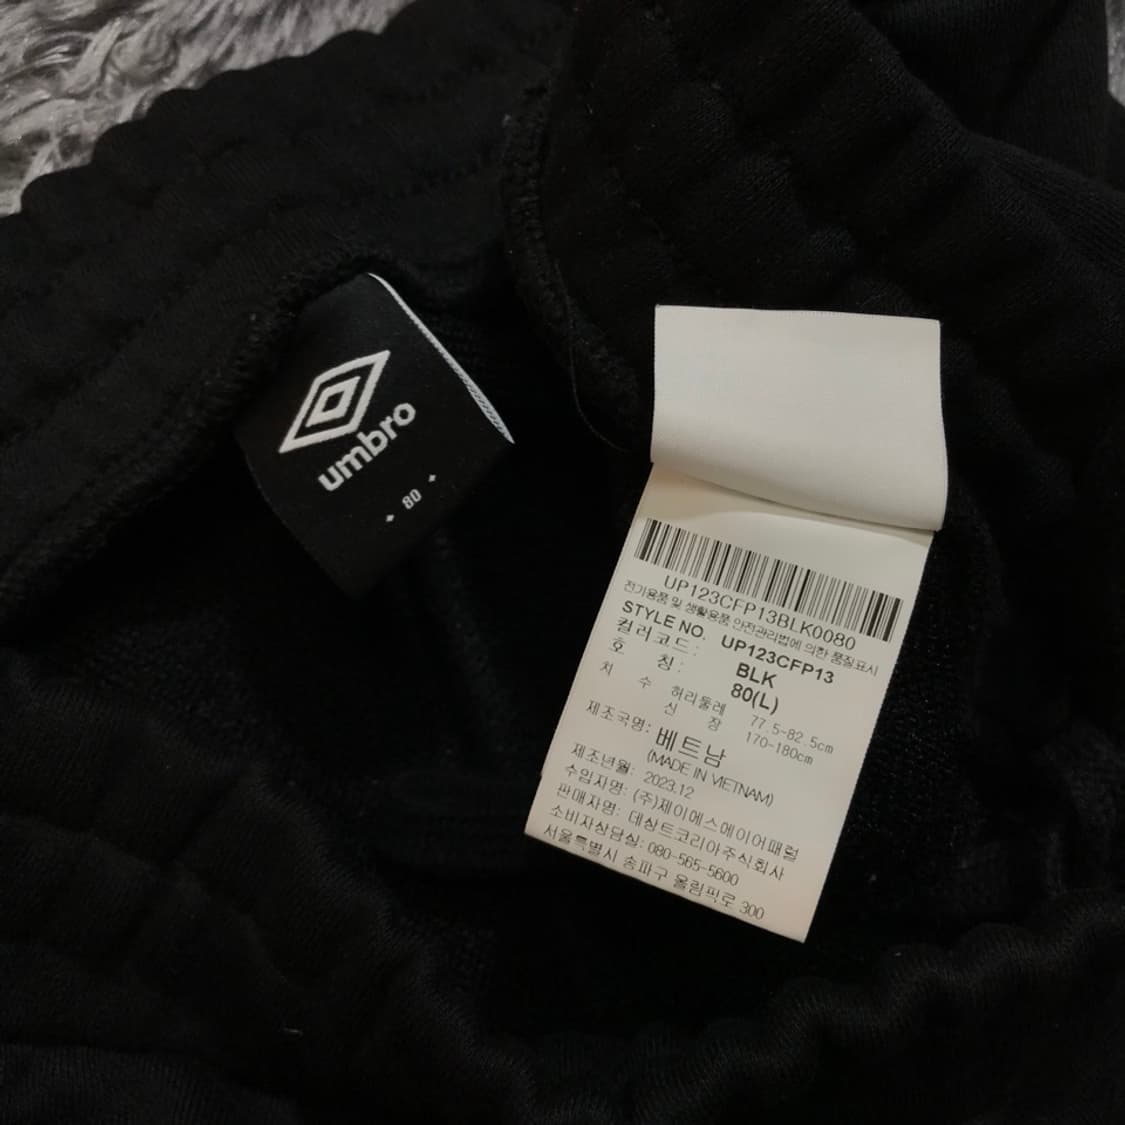 umbro
80
UP123CFP13BLK0080
전기용품 및 생활용품 안전관리법에 의한 품질표시
STYLE NO. UP123CFP13
컬러코드: BLK
호 칭: 80(L)
치 수 허리둘레 77.5-82.5cm
신 장 170-180cm
제조국명: 베트남
(MADE IN VIETNAM)
제조년월: 2023.12
수입자명: (주)제이에스에이어패럴
판매자명: 데상트코리아주식회사
소비자상담실: 080-565-5600
서울특별시 송파구 올림픽로 300